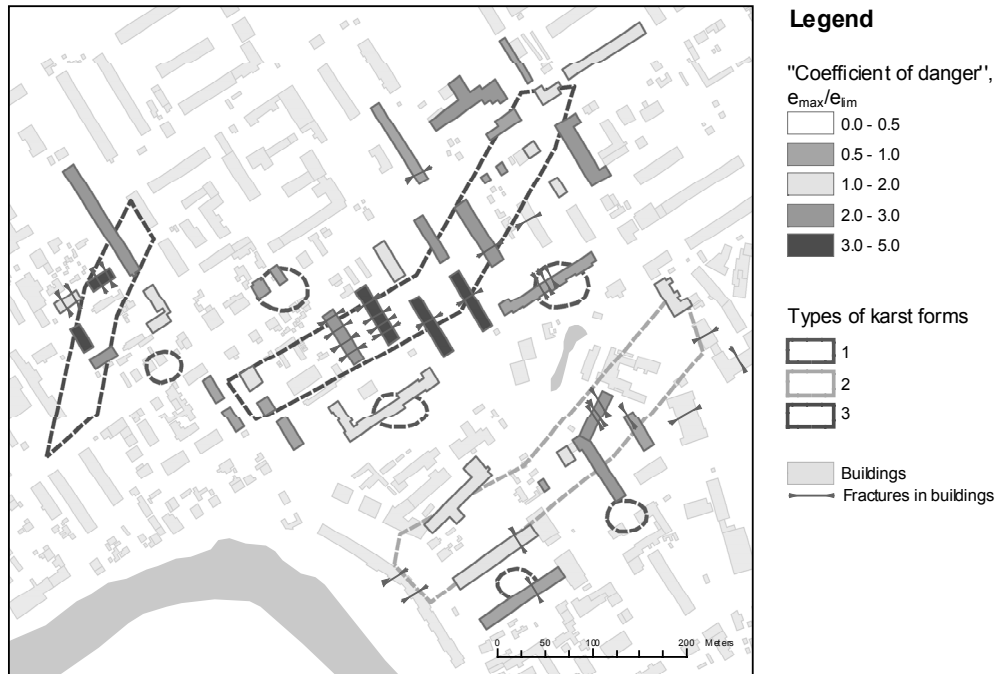 Legend
"Coefficient of danger",
emax/elim
0.0 - 0.5
0.5 - 1.0
1.0 - 2.0
2.0 - 3.0
3.0 - 5.0
Types of karst forms
1
2
3
Buildings
Fractures in buildings
0 50 100 200 Meters